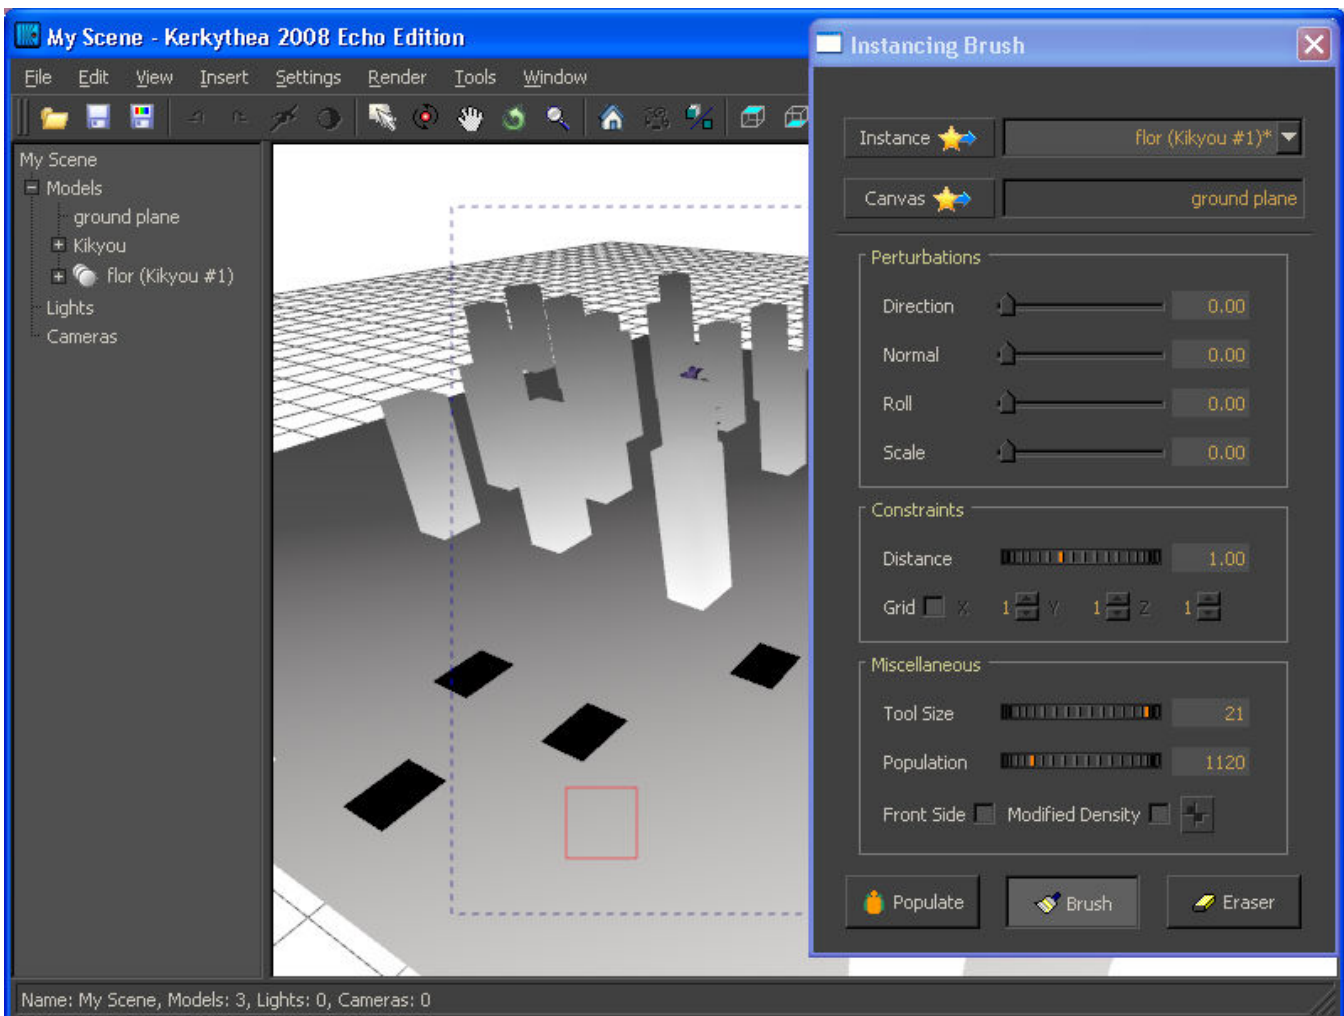 My Scene - Kerkythea 2008 Echo Edition
File Edit View Insert Settings Render Tools Window
My Scene
Models
ground plane
Kikyou
flor (Kikyou #1)
Lights
Cameras
Instancing Brush
Instance flor (Kikyou #1)*
Canvas ground plane
Perturbations
Direction 0.00
Normal 0.00
Roll 0.00
Scale 0.00
Constraints
Distance 1.00
Grid X 1 Y 1 Z 1
Miscellaneous
Tool Size 21
Population 1120
Front Side Modified Density
Populate Brush Eraser
Name: My Scene, Models: 3, Lights: 0, Cameras: 0